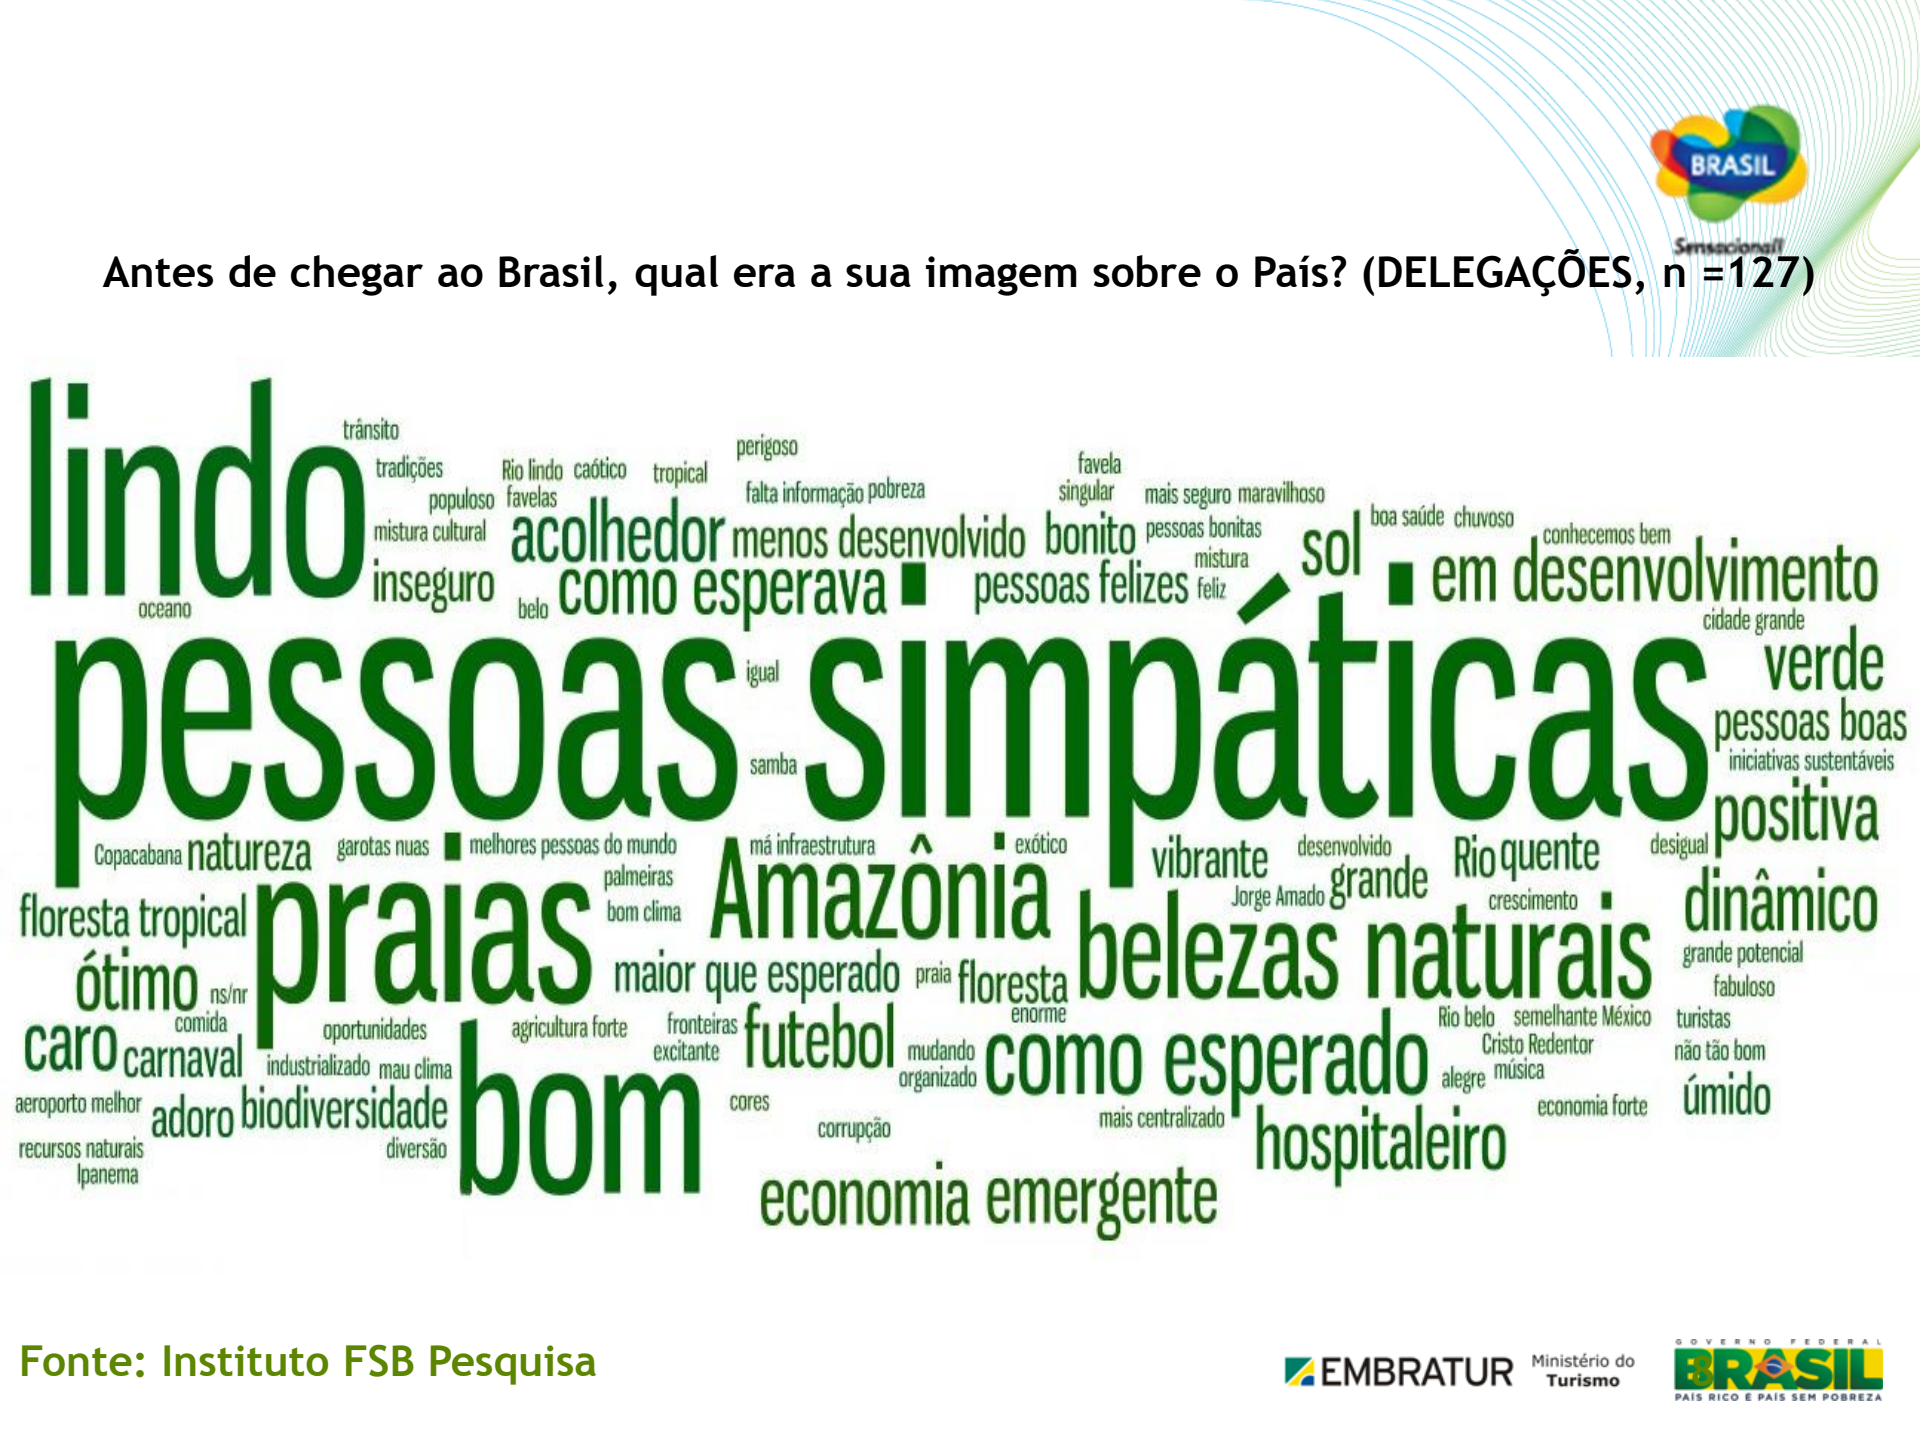 BRASIL
Sensacional!
Antes de chegar ao Brasil, qual era a sua imagem sobre o País? (DELEGAÇÕES, n =127)
lindo
trânsito
tradições
populoso
mistura cultural
inseguro
oceano
Rio lindo
caótico
tropical
favelas
perigoso
falta informação
pobreza
acolhedor
menos desenvolvido
belo
como esperava
favela
singular
mais seguro
maravilhoso
bonito
pessoas bonitas
mistura
pessoas felizes
feliz
sol
boa saúde
chuvoso
conhecemos bem
em desenvolvimento
cidade grande
pessoas simpáticas
igual
samba
verde
pessoas boas
iniciativas sustentáveis
positiva
Copacabana
natureza
garotas nuas
melhores pessoas do mundo
má infraestrutura
exótico
vibrante
desenvolvido
Rio
quente
desigual
floresta tropical
praias
palmeiras
bom clima
Amazônia
Jorge Amado
grande
crescimento
dinâmico
belezas naturais
ótimo
ns/nr
maior que esperado
praia
floresta
enorme
grande potencial
fabuloso
caro
comida
carnaval
oportunidades
industrializado
mau clima
agricultura forte
fronteiras
excitante
futebol
mudando
organizado
como esperado
Rio belo
semelhante México
Cristo Redentor
alegre
música
turistas
não tão bom
úmido
aeroporto melhor
adoro
biodiversidade
bom
cores
corrupção
mais centralizado
economia forte
recursos naturais
Ipanema
diversão
hospitaleiro
economia emergente
Fonte: Instituto FSB Pesquisa
EMBRATUR
Ministério do
Turismo
GOVERNO FEDERAL
BRASIL
8
PAÍS RICO É PAÍS SEM POBREZA